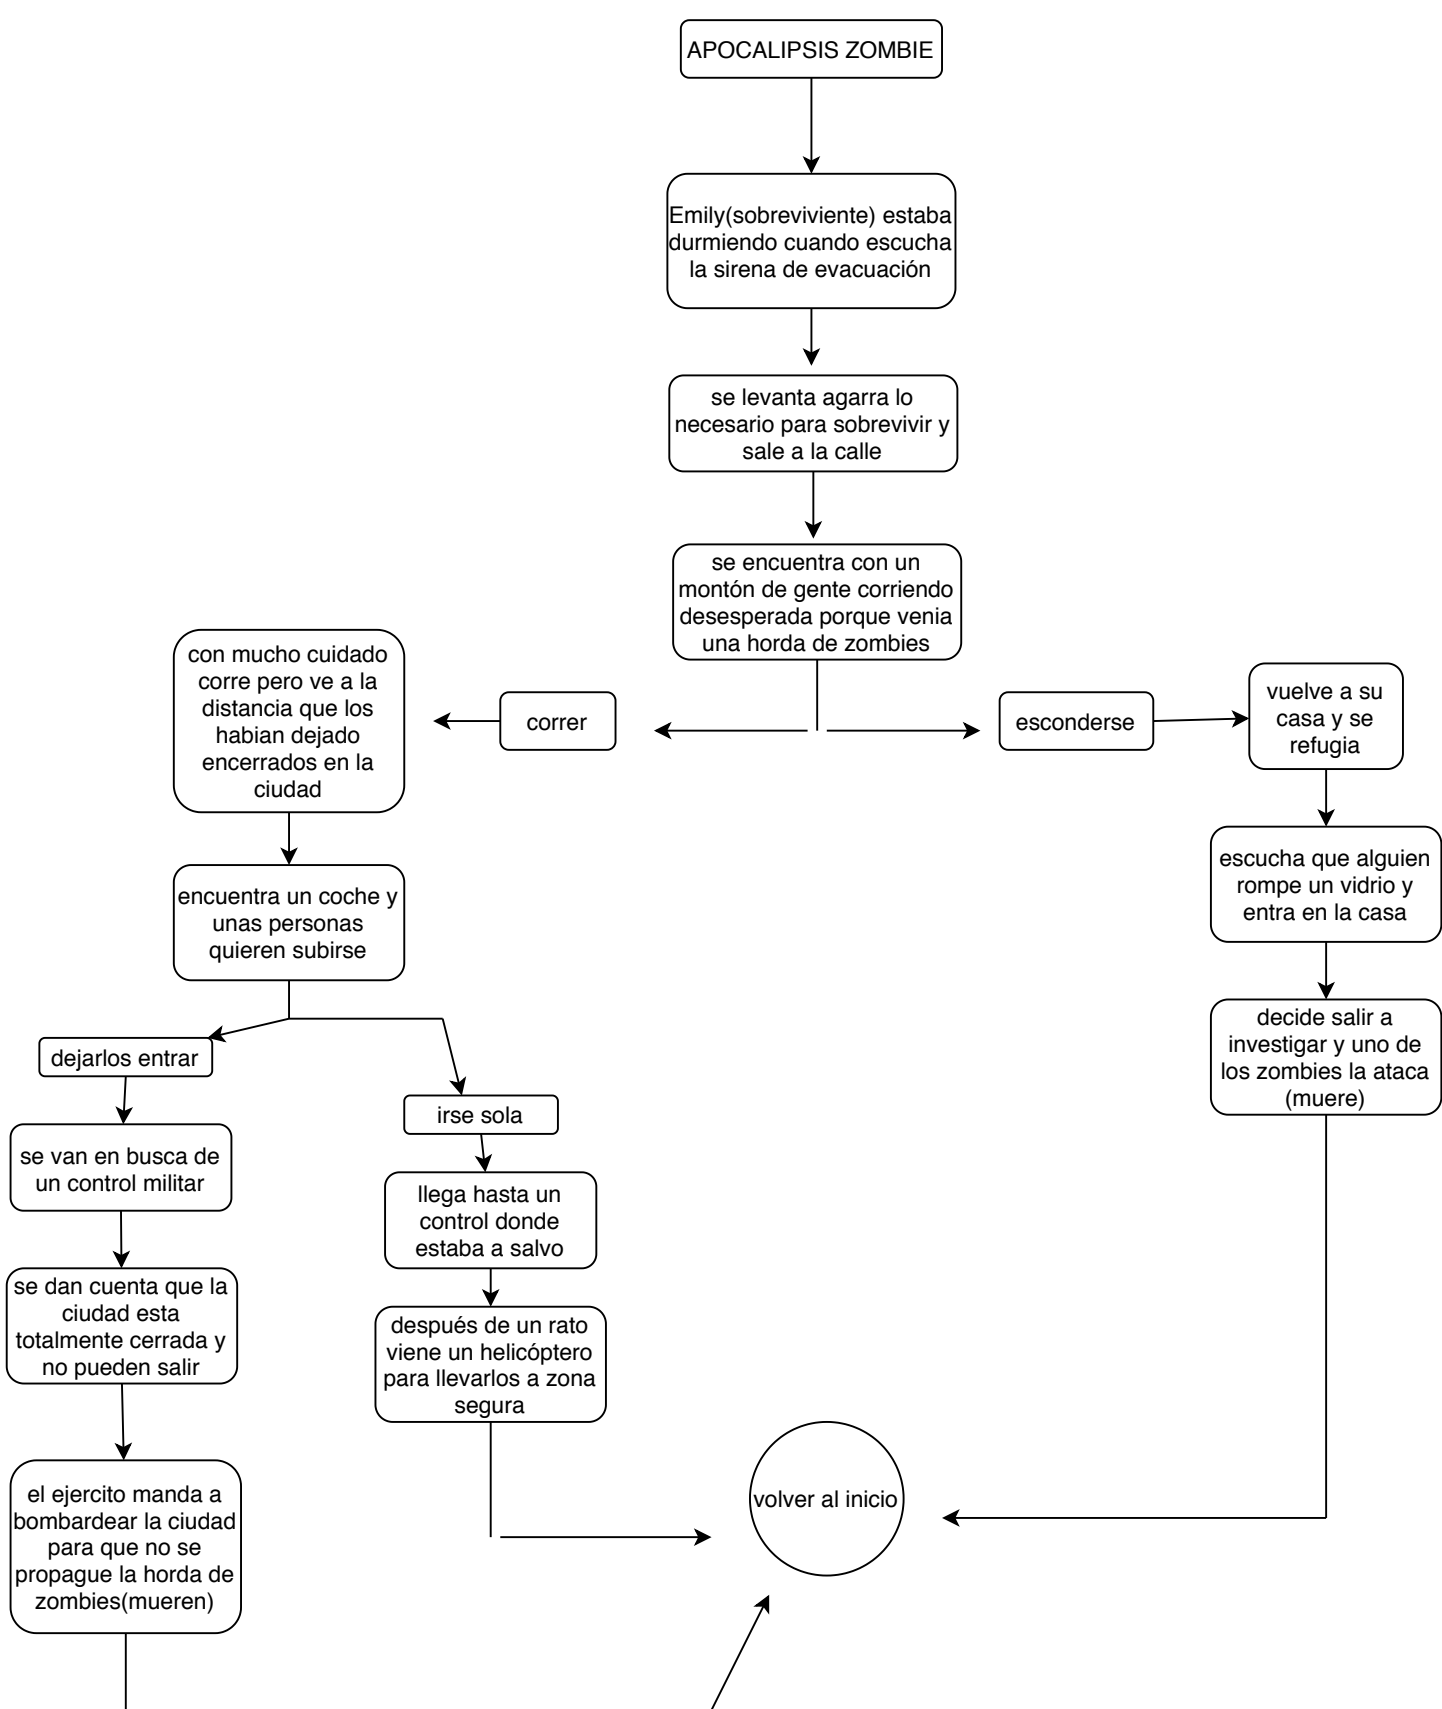 APOCALIPSIS ZOMBIE
Emily(sobreviviente) estaba
durmiendo cuando escucha
la sirena de evacuación
se levanta agarra lo
necesario para sobrevivir y
sale a la calle
se encuentra con un
montón de gente corriendo
desesperada porque venia
una horda de zombies
correr
con mucho cuidado
corre pero ve a la
distancia que los
habian dejado
encerrados en la
ciudad
encuentra un coche y
unas personas
quieren subirse
dejarlos entrar
se van en busca de
un control militar
se dan cuenta que la
ciudad esta
totalmente cerrada y
no pueden salir
el ejercito manda a
bombardear la ciudad
para que no se
propague la horda de
zombies(mueren)
irse sola
llega hasta un
control donde
estaba a salvo
después de un rato
viene un helicóptero
para llevarlos a zona
segura
esconderse
vuelve a su
casa y se
refugia
escucha que alguien
rompe un vidrio y
entra en la casa
decide salir a
investigar y uno de
los zombies la ataca
(muere)
volver al inicio